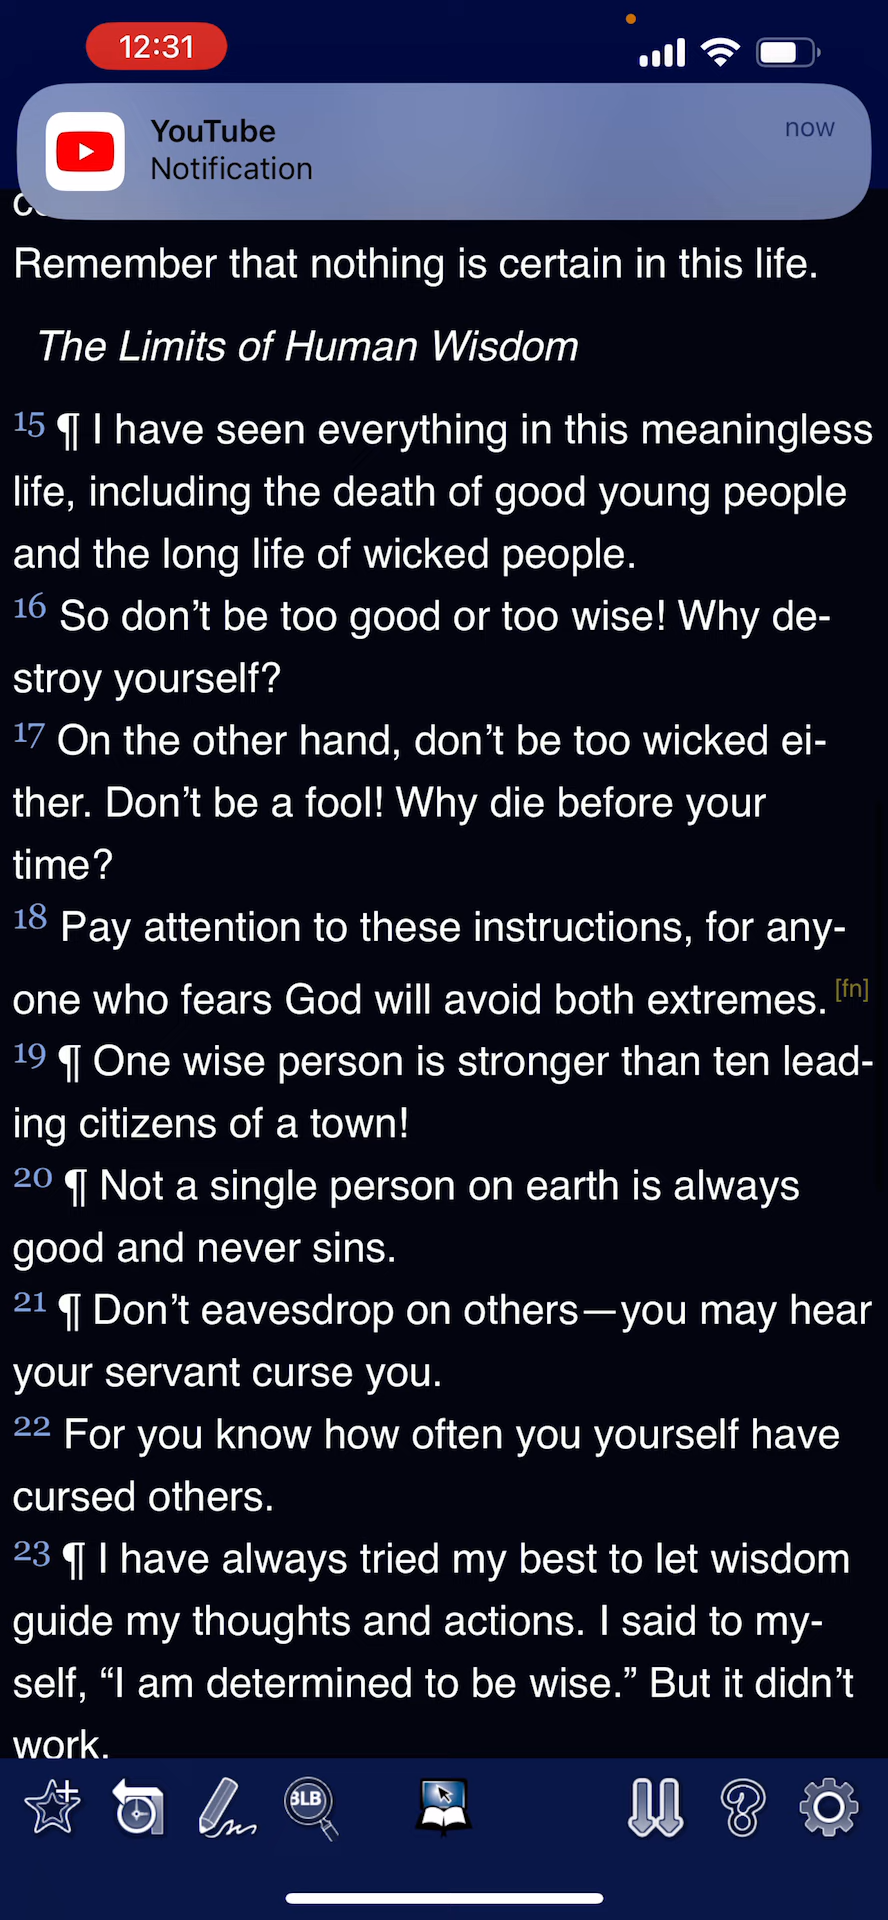 12:31
YouTube
now
Notification
Remember that nothing is certain in this life.
The Limits of Human Wisdom
15 ¶ I have seen everything in this meaningless
life, including the death of good young people
and the long life of wicked people.
16 So don’t be too good or too wise! Why de-
stroy yourself?
17 On the other hand, don’t be too wicked ei-
ther. Don’t be a fool! Why die before your
time?
18 Pay attention to these instructions, for any-
one who fears God will avoid both extremes. [fn]
19 ¶ One wise person is stronger than ten lead-
ing citizens of a town!
20 ¶ Not a single person on earth is always
good and never sins.
21 ¶ Don’t eavesdrop on others—you may hear
your servant curse you.
22 For you know how often you yourself have
cursed others.
23 ¶ I have always tried my best to let wisdom
guide my thoughts and actions. I said to my-
self, “I am determined to be wise.” But it didn’t
work.
BLB